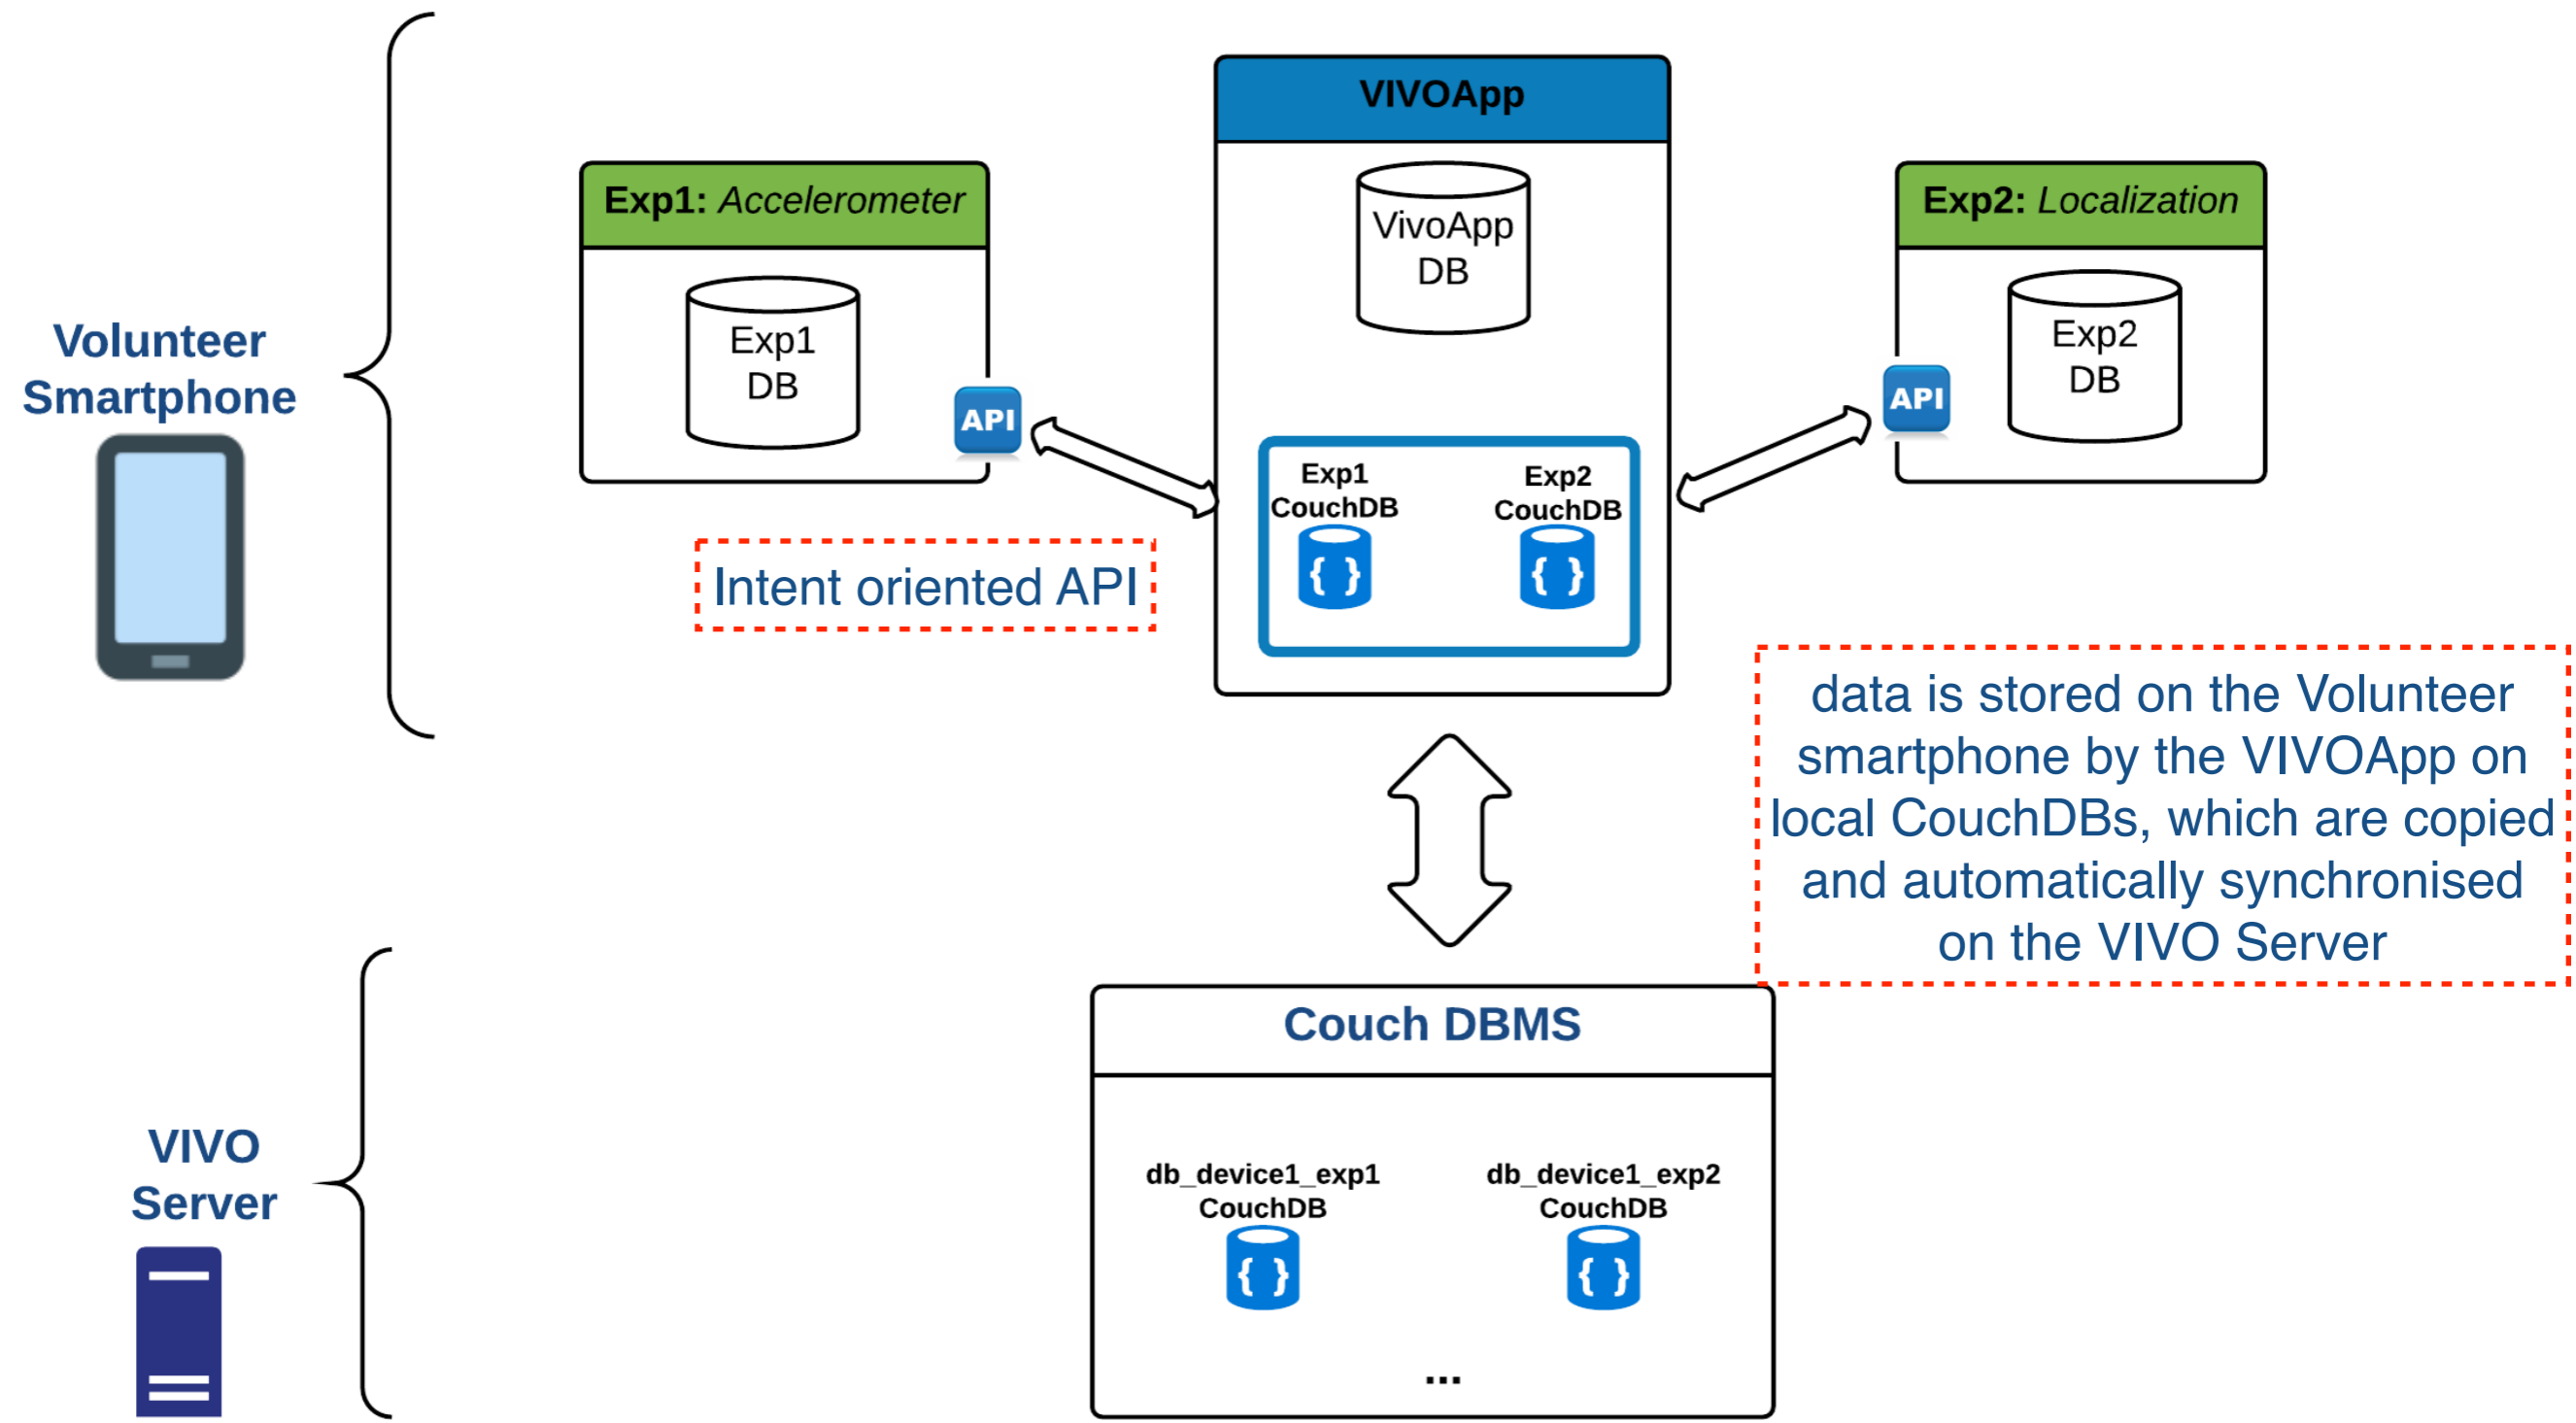 VIVOApp
Exp1: Accelerometer
Exp2: Localization
VivoApp
DB
Exp1
DB
Exp2
DB
Volunteer
Smartphone
API
API
Exp1
CouchDB
{ }
Exp2
CouchDB
{ }
Intent oriented API
data is stored on the Volunteer
smartphone by the VIVOApp on
local CouchDBs, which are copied
and automatically synchronised
on the VIVO Server
Couch DBMS
VIVO
Server
db_device1_exp1
CouchDB
{ }
db_device1_exp2
CouchDB
{ }
...